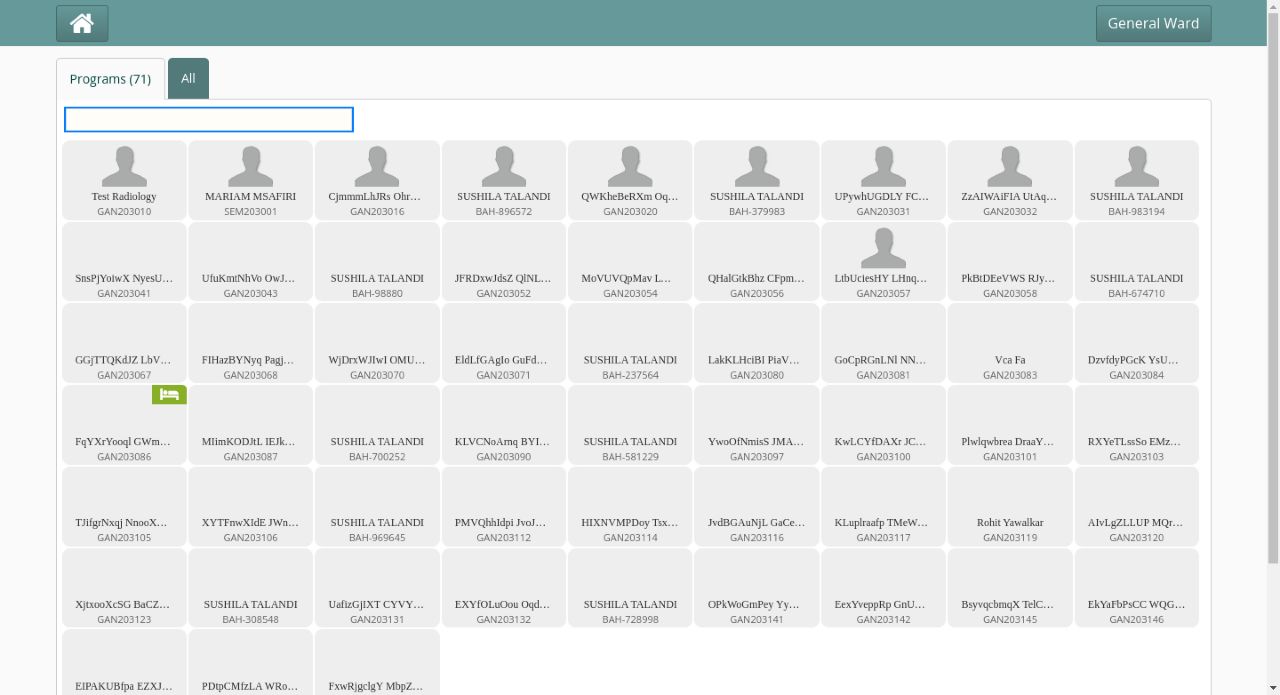 General Ward
Programs (71)
All
Test Radiology
GAN203010
MARIAM MSAFIRI
SEM203001
CjmmmLhJRs Ohr…
GAN203016
SUSHILA TALANDI
BAH-896572
QWKheBeRXm Oq…
GAN203020
SUSHILA TALANDI
BAH-379983
UPywhUGDLY FC…
GAN203031
ZzAIWAiFIA UtAq…
GAN203032
SUSHILA TALANDI
BAH-983194
SnsPjYoiwX NyesU…
GAN203041
UfuKmtNhVo OwJ…
GAN203043
SUSHILA TALANDI
BAH-98880
JFRDxwJdsZ QlNL…
GAN203052
MoVUVQpMav L…
GAN203054
QHalGtkBhz CFpm…
GAN203056
LtbUciesHY LHnq…
GAN203057
PkBtDEeVWS RJy…
GAN203058
SUSHILA TALANDI
BAH-674710
GGjTTQKdJZ LbV…
GAN203067
FIHazBYNyq Pagj…
GAN203068
WjDrxWJIwI OMU…
GAN203070
EldLfGAgIo GuFd…
GAN203071
SUSHILA TALANDI
BAH-237564
LakKLHciBI PiaV…
GAN203080
GoCpRGnLNl NN…
GAN203081
Vca Fa
GAN203083
DzvfdyPGcK YsU…
GAN203084
FqYXrYooql GWm…
GAN203086
MIimKODJtL IEJk…
GAN203087
SUSHILA TALANDI
BAH-700252
KLVCNoArnq BYI…
GAN203090
SUSHILA TALANDI
BAH-581229
YwoOfNmisS JMA…
GAN203097
KwLCYfDAXr JC…
GAN203100
Plwlqwbrea DraaY…
GAN203101
RXYeTLssSo EMz…
GAN203103
TJifgrNxqj NnooX…
GAN203105
XYTFnwXIdE JWn…
GAN203106
SUSHILA TALANDI
BAH-969645
PMVQhhIdpi JvoJ…
GAN203112
HIXNVMPDoy Tsx…
GAN203114
JvdBGAuNjL GaCe…
GAN203116
KLuplraafp TMeW…
GAN203117
Rohit Yawalkar
GAN203119
AIvLgZLLUP MQr…
GAN203120
XjtxooXcSG BaCZ…
GAN203123
SUSHILA TALANDI
BAH-308548
UafizGjIXT CYVY…
GAN203131
EXYfOLuOou Oqd…
GAN203132
SUSHILA TALANDI
BAH-728998
OPkWoGmPey Yy…
GAN203141
EexYveppRp GnU…
GAN203142
BsyvqcbmqX TelC…
GAN203145
EkYaFbPsCC WQG…
GAN203146
EIPAKUBfpa EZXJ…
PDtpCMfzLA WRo…
FxwRjgclgY MbpZ…